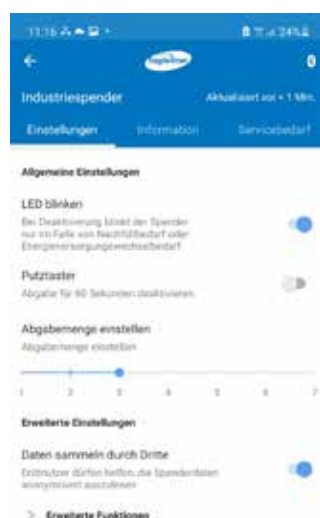 11:16
24%
Industriespender
Aktualisiert vor < 1 Min.
Einstellungen
Information
Servicebedarf
Allgemeine Einstellungen
LED blinken
Bei Deaktivierung blinkt der Spender
nur im Falle von Nachfüllbedarf oder
Energieversorgungswechselbedarf
Putztaster
Abgabe für 60 Sekunden deaktivieren
Abgabemenge einstellen
Abgabemenge einstellen
1 2 3 4 5 6 7
Erweiterte Einstellungen
Daten sammeln durch Dritte
Drittnutzer dürfen helfen, die Spenderdaten
anonymisiert auszulesen
> Erweiterte Funktionen